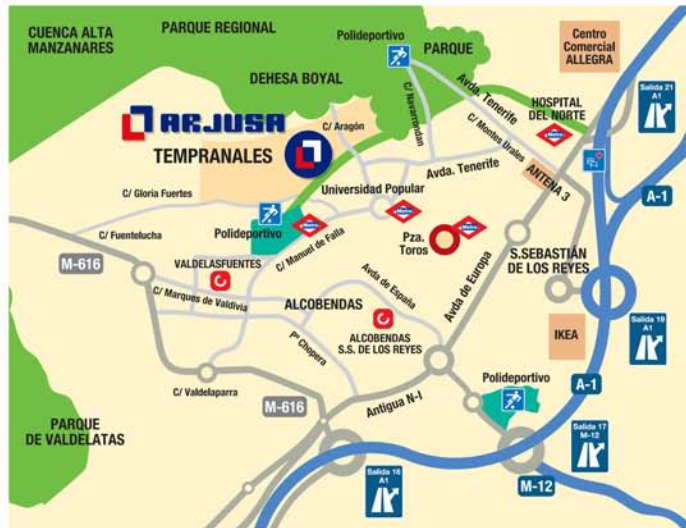 CUENCA ALTA
MANZANARES
PARQUE REGIONAL
DEHESA BOYAL
Polideportivo
PARQUE
Centro
Comercial
ALLEGRA
Salida 21
A1
HOSPITAL
DEL NORTE
Metro
Avda. Tenerife
C/ Navarrondan
C/ Montes Urales
C/ Aragón
ARJUSA
TEMPRANALES
Avda. Tenerife
ANTENA 3
A-1
Universidad Popular
C/ Gloria Fuertes
Polideportivo
Metro
Metro
Metro
C/ Fuentelucha
C/ Manuel de Falla
Pza.
Toros
S.SEBASTIÁN
DE LOS REYES
M-616
VALDELASFUENTES
C/ Marques de Valdivia
ALCOBENDAS
Avda de España
Avda de Europa
ALCOBENDAS
S.S. DE LOS REYES
Pº Chopera
IKEA
Salida 19
A1
C/ Valdelaparra
M-616
Antigua N-I
Polideportivo
A-1
PARQUE
DE VALDELATAS
Salida 17
M-12
Salida 16
A1
M-12